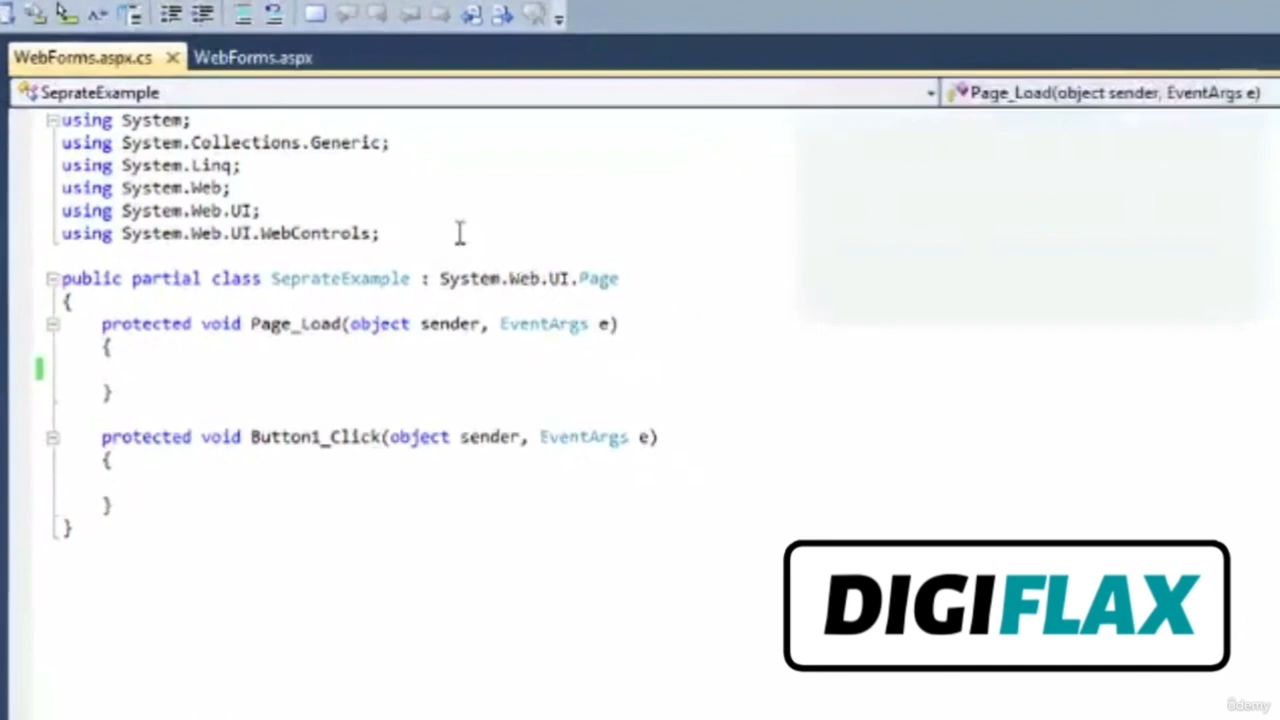 WebForms.aspx.cs WebForms.aspx
SeprateExample Page_Load(object sender, EventArgs e)
using System;
using System.Collections.Generic;
using System.Linq;
using System.Web;
using System.Web.UI;
using System.Web.UI.WebControls;
public partial class SeprateExample : System.Web.UI.Page
{
protected void Page_Load(object sender, EventArgs e)
{
}
protected void Button1_Click(object sender, EventArgs e)
{
}
}
DIGIFLAX
ûdemy